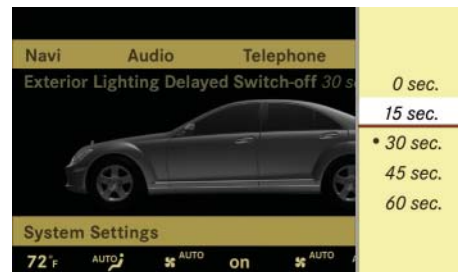 Navi Audio Telephone
Exterior Lighting Delayed Switch-off 30 s
0 sec.
15 sec.
• 30 sec.
45 sec.
60 sec.
System Settings
72°F AUTO AUTO on AUTO